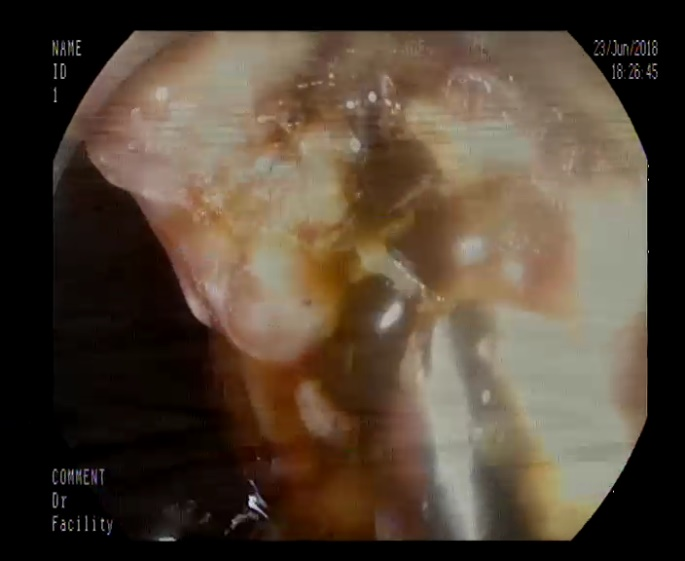 NAME
ID
1
23/Jun/2018
18:26:45
COMMENT
Dr
Facility